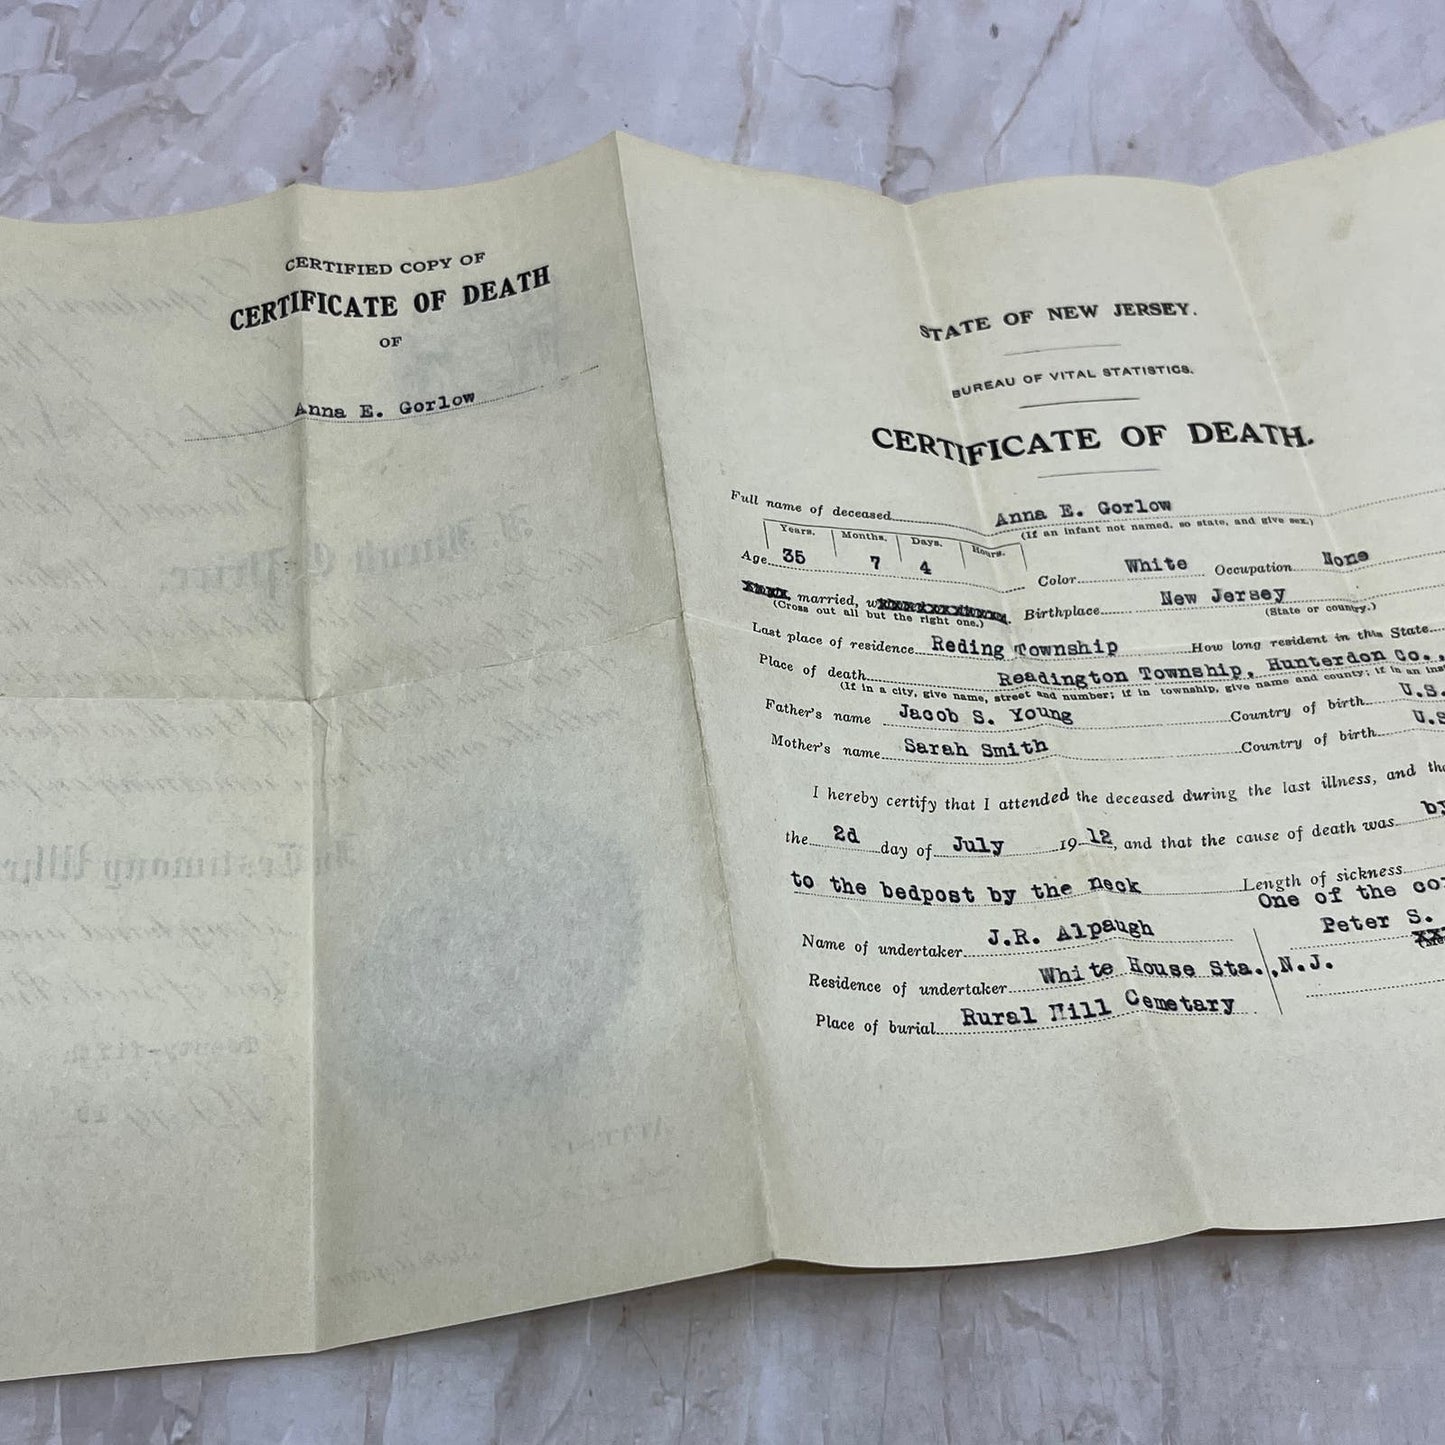 CERTIFIED COPY OF
CERTIFICATE OF DEATH
OF
Anna E. Gorlow
STATE OF NEW JERSEY.
BUREAU OF VITAL STATISTICS.
CERTIFICATE OF DEATH.
Full name of deceased Anna E. Gorlow
(If an infant not named, so state, and give sex.)
Years. Months. Days. Hours.
Age 35 7 4 Color White Occupation None
married, Birthplace New Jersey
(Cross out all but the right one.) (State or country.)
Last place of residence Reding Township How long resident in this State
Place of death Readington Township, Hunterdon Co.,
(If in a city, give name, street and number; if in township, give name and county; if in an
Father's name Jacob S. Young Country of birth U.S.
Mother's name Sarah Smith Country of birth U.S
I hereby certify that I attended the deceased during the last illness, and
the 2d day of July 1912, and that the cause of death was
to the bedpost by the neck Length of sickness
One of the
Name of undertaker J.R. Alpaugh Peter S.
Residence of undertaker White House Sta., N.J.
Place of burial Rural Hill Cemetary